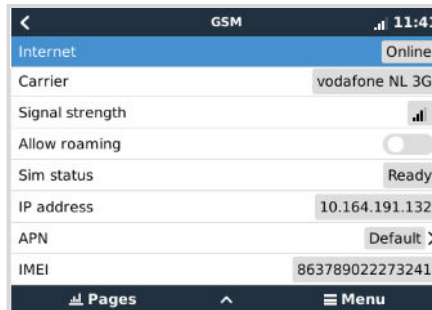 GSM 11:41
Internet Online
Carrier vodafone NL 3G
Signal strength
Allow roaming
Sim status Ready
IP address 10.164.191.132
APN Default
IMEI 863789022273241
Pages Menu